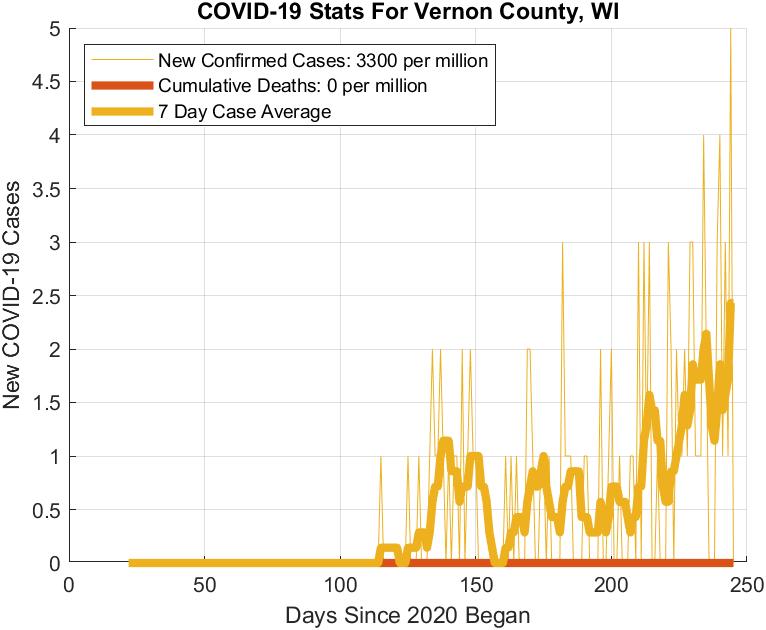 COVID-19 Stats For Vernon County, WI
New Confirmed Cases: 3300 per million
Cumulative Deaths: 0 per million
7 Day Case Average
New COVID-19 Cases
5
4.5
4
3.5
3
2.5
2
1.5
1
0.5
0
0 50 100 150 200 250
Days Since 2020 Began